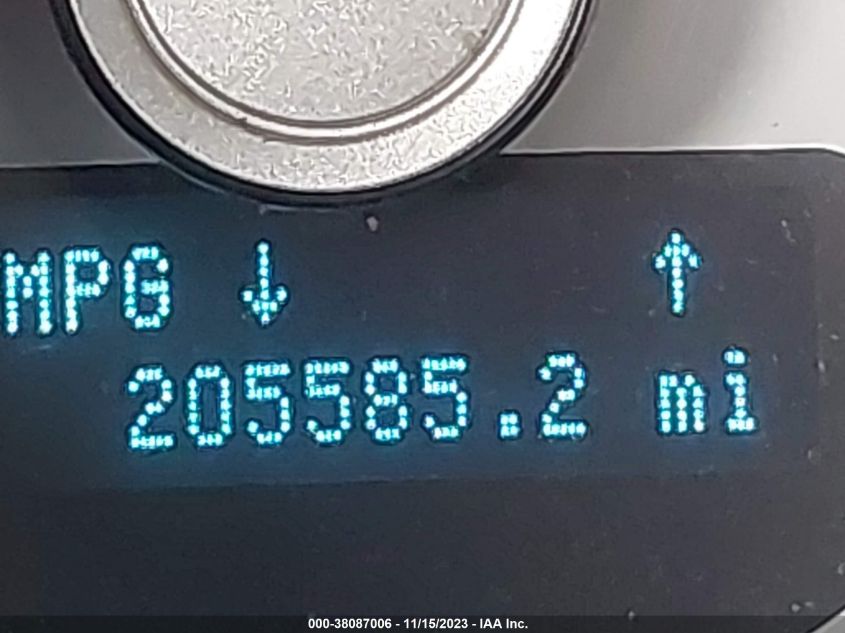 MPG ↓ ↑
205585.2 mi
000-38087006 - 11/15/2023 - IAA Inc.